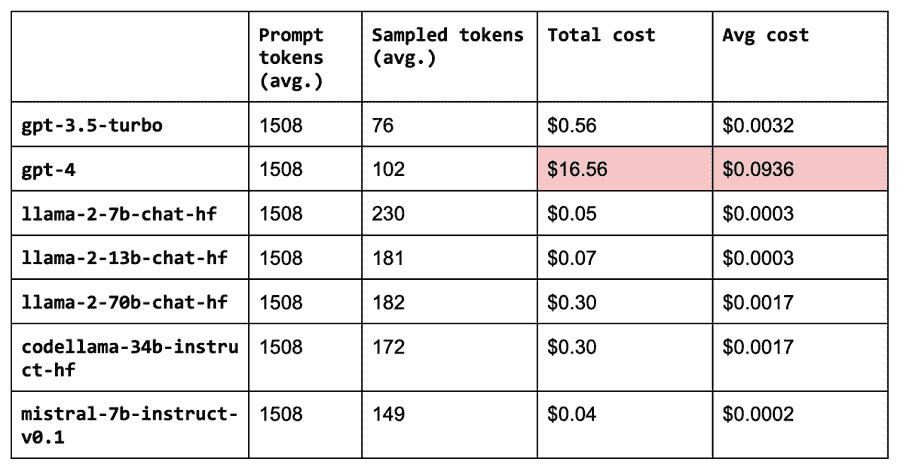 Prompt tokens (avg.) Sampled tokens (avg.) Total cost Avg cost
gpt-3.5-turbo 1508 76 $0.56 $0.0032
gpt-4 1508 102 $16.56 $0.0936
llama-2-7b-chat-hf 1508 230 $0.05 $0.0003
llama-2-13b-chat-hf 1508 181 $0.07 $0.0003
llama-2-70b-chat-hf 1508 182 $0.30 $0.0017
codellama-34b-instruct-hf 1508 172 $0.30 $0.0017
mistral-7b-instruct-v0.1 1508 149 $0.04 $0.0002